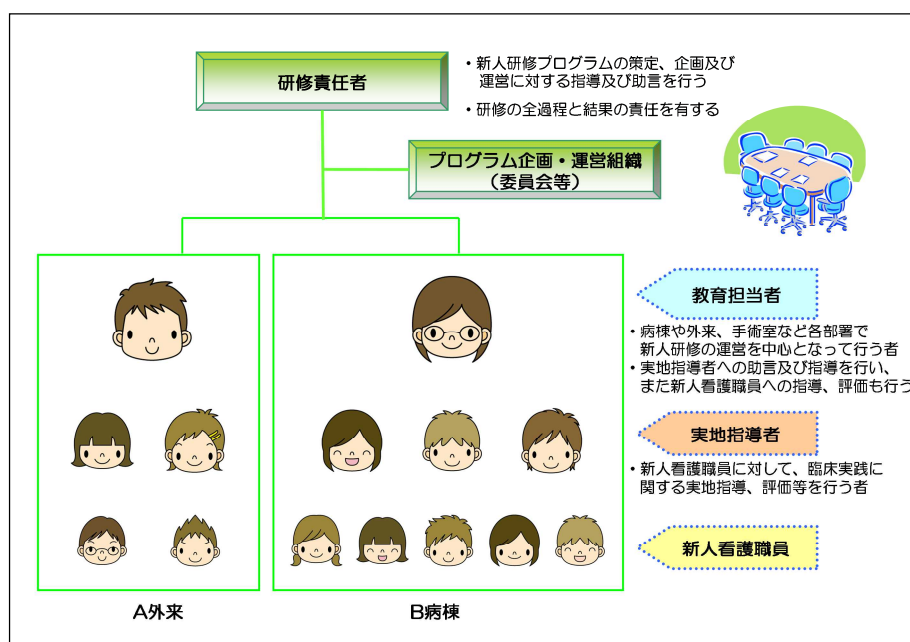 研修責任者
・新人研修プログラムの策定、企画及び
運営に対する指導及び助言を行う
・研修の全過程と結果の責任を有する
プログラム企画・運営組織
（委員会等）
教育担当者
・病棟や外来、手術室など各部署で
新人研修の運営を中心となって行う者
・実地指導者への助言及び指導を行い、
また新人看護職員への指導、評価も行う
実地指導者
・新人看護職員に対して、臨床実践に
関する実地指導、評価等を行う者
新人看護職員
A外来
B病棟